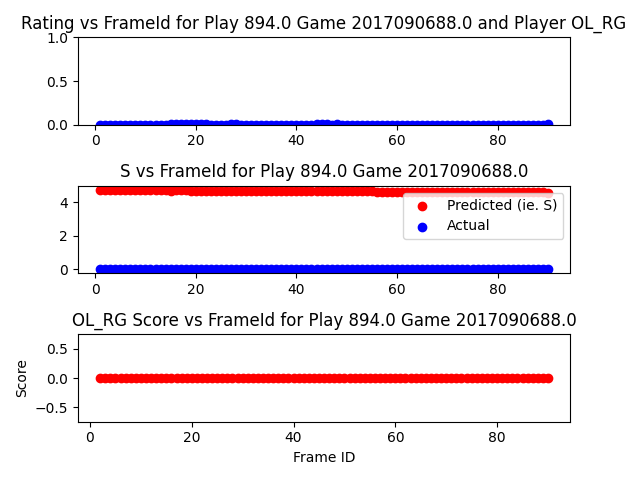 Rating vs FrameId for Play 894.0 Game 2017090688.0 and Player OL_RG
1.0
0.5
0.0
0 20 40 60 80
S vs FrameId for Play 894.0 Game 2017090688.0
4
2
0
Predicted (ie. S)
Actual
0 20 40 60 80
OL_RG Score vs FrameId for Play 894.0 Game 2017090688.0
Score
0.5
0.0
−0.5
0 20 40 60 80
Frame ID